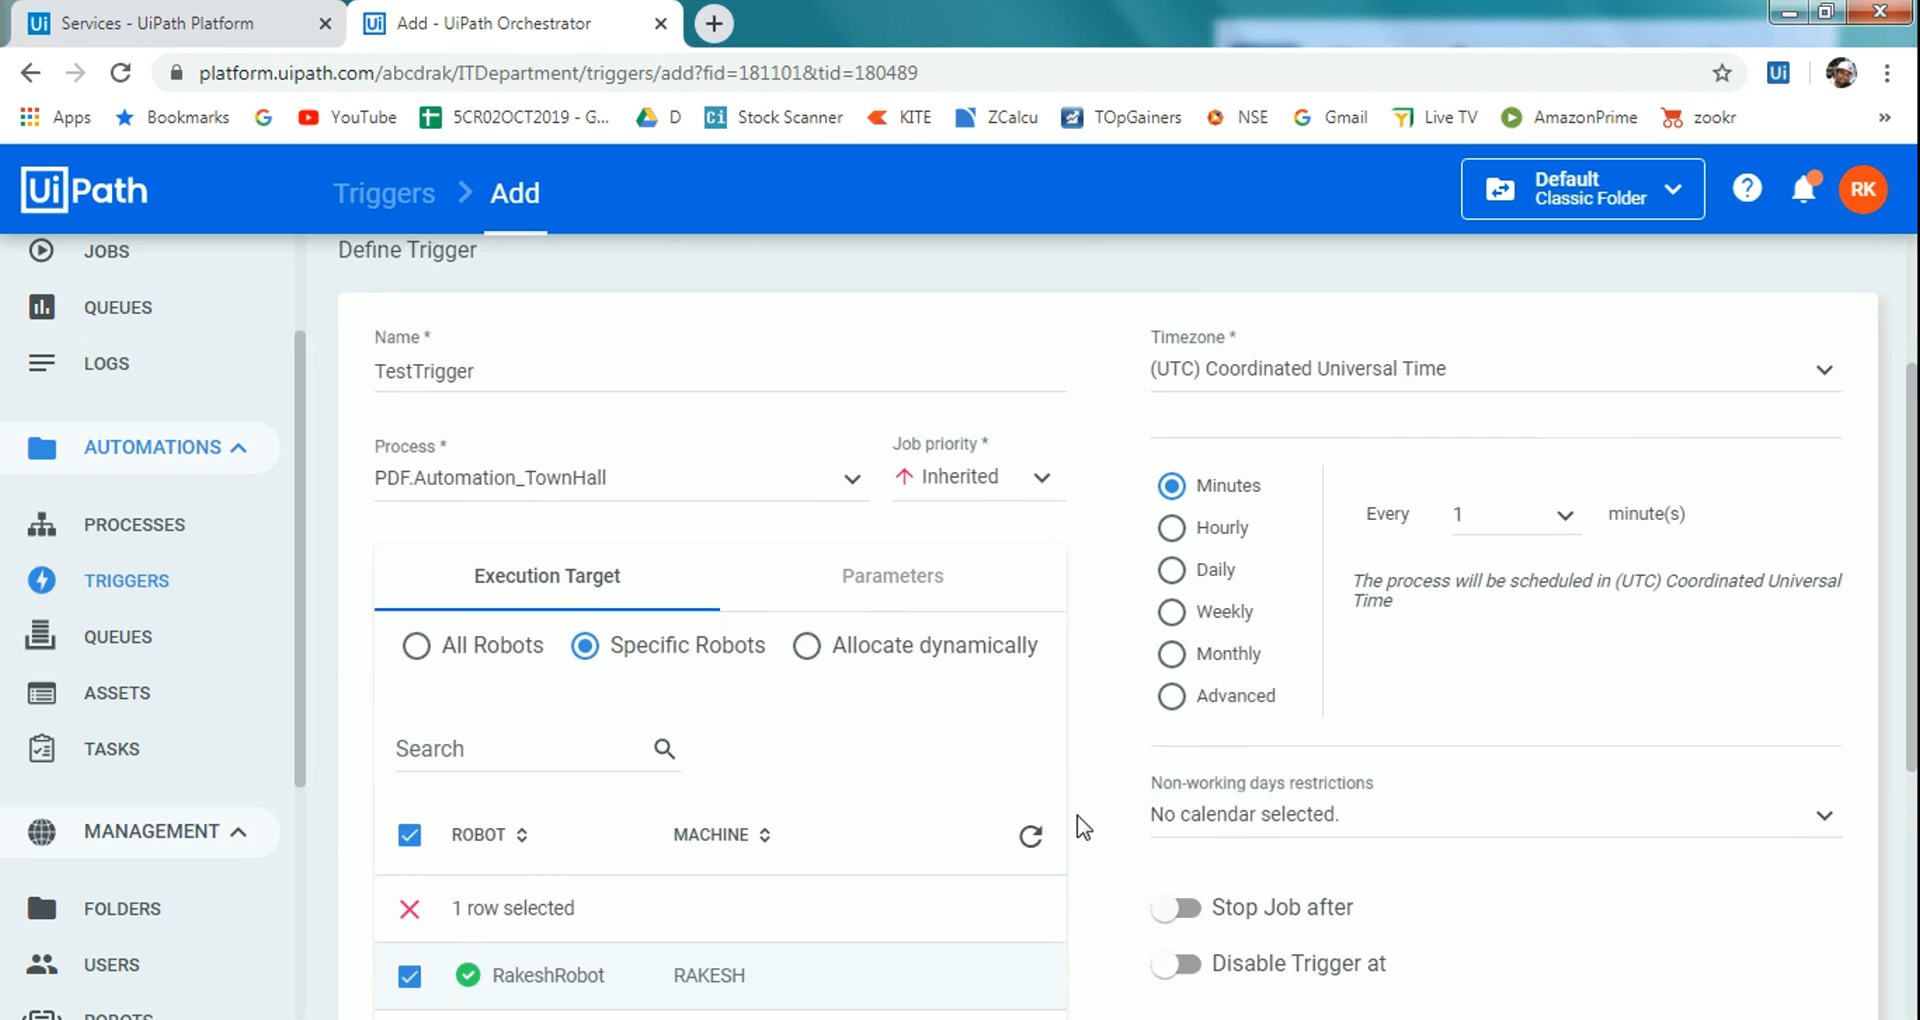 Ui Services - UiPath Platform
Ui Add - UiPath Orchestrator
platform.uipath.com/abcdrak/ITDepartment/triggers/add?fid=181101&tid=180489
Ui
Apps Bookmarks G YouTube 5CR02OCT2019 - G... D Ci Stock Scanner KITE ZCalcu TOpGainers NSE G Gmail Live TV AmazonPrime zookr »
UiPath
Triggers > Add
Default
Classic Folder
RK
JOBS
QUEUES
LOGS
AUTOMATIONS
PROCESSES
TRIGGERS
QUEUES
ASSETS
TASKS
MANAGEMENT
FOLDERS
USERS
ROBOTS
Define Trigger
Name *
TestTrigger
Process *
PDF.Automation_TownHall
Job priority *
Inherited
Execution Target
Parameters
All Robots
Specific Robots
Allocate dynamically
Search
ROBOT
MACHINE
1 row selected
RakeshRobot
RAKESH
Timezone *
(UTC) Coordinated Universal Time
Minutes
Hourly
Daily
Weekly
Monthly
Advanced
Every 1 minute(s)
The process will be scheduled in (UTC) Coordinated Universal
Time
Non-working days restrictions
No calendar selected.
Stop Job after
Disable Trigger at